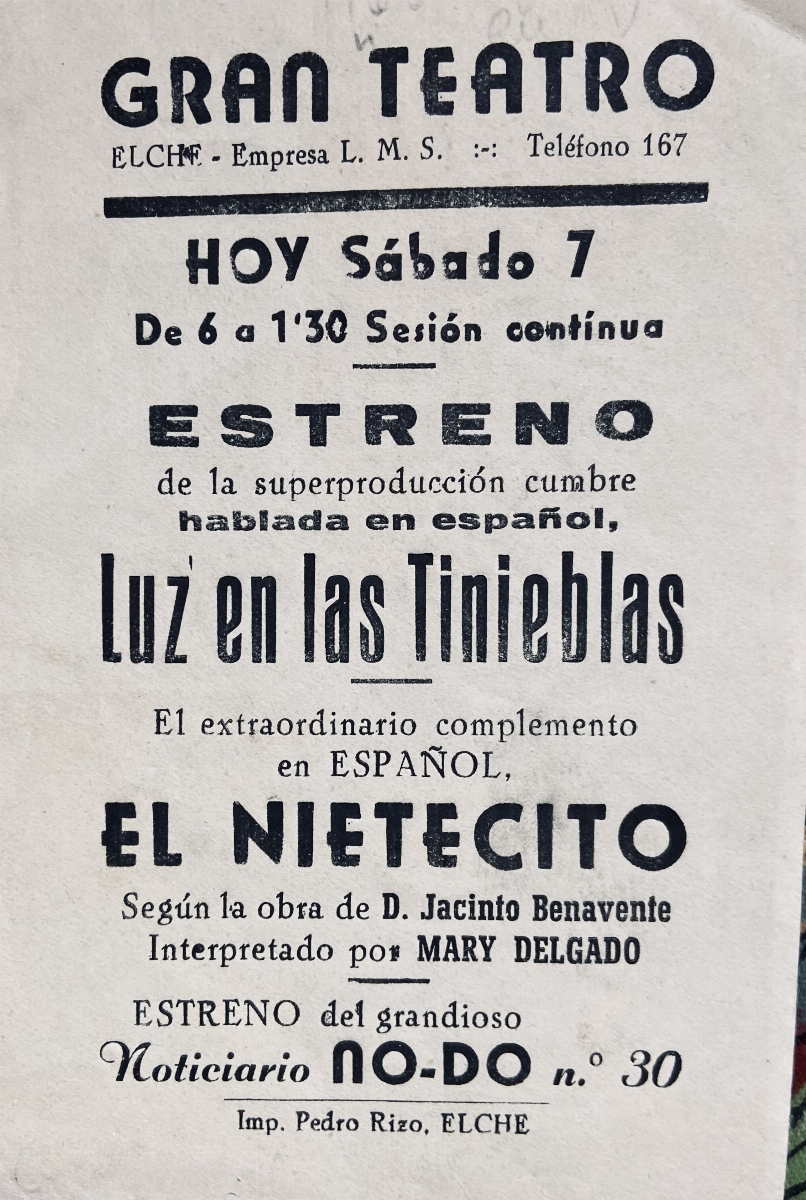 GRAN TEATRO
ELCHE - Empresa L. M. S. :-: Teléfono 167
HOY Sábado 7
De 6 a 1'30 Sesión contínua
ESTRENO
de la superproducción cumbre
hablada en español,
Luz en las Tinieblas
El extraordinario complemento
en ESPAÑOL,
EL NIETECITO
Según la obra de D. Jacinto Benavente
Interpretado por MARY DELGADO
ESTRENO del grandioso
Noticiario NO-DO n.º 30
Imp. Pedro Rizo, ELCHE